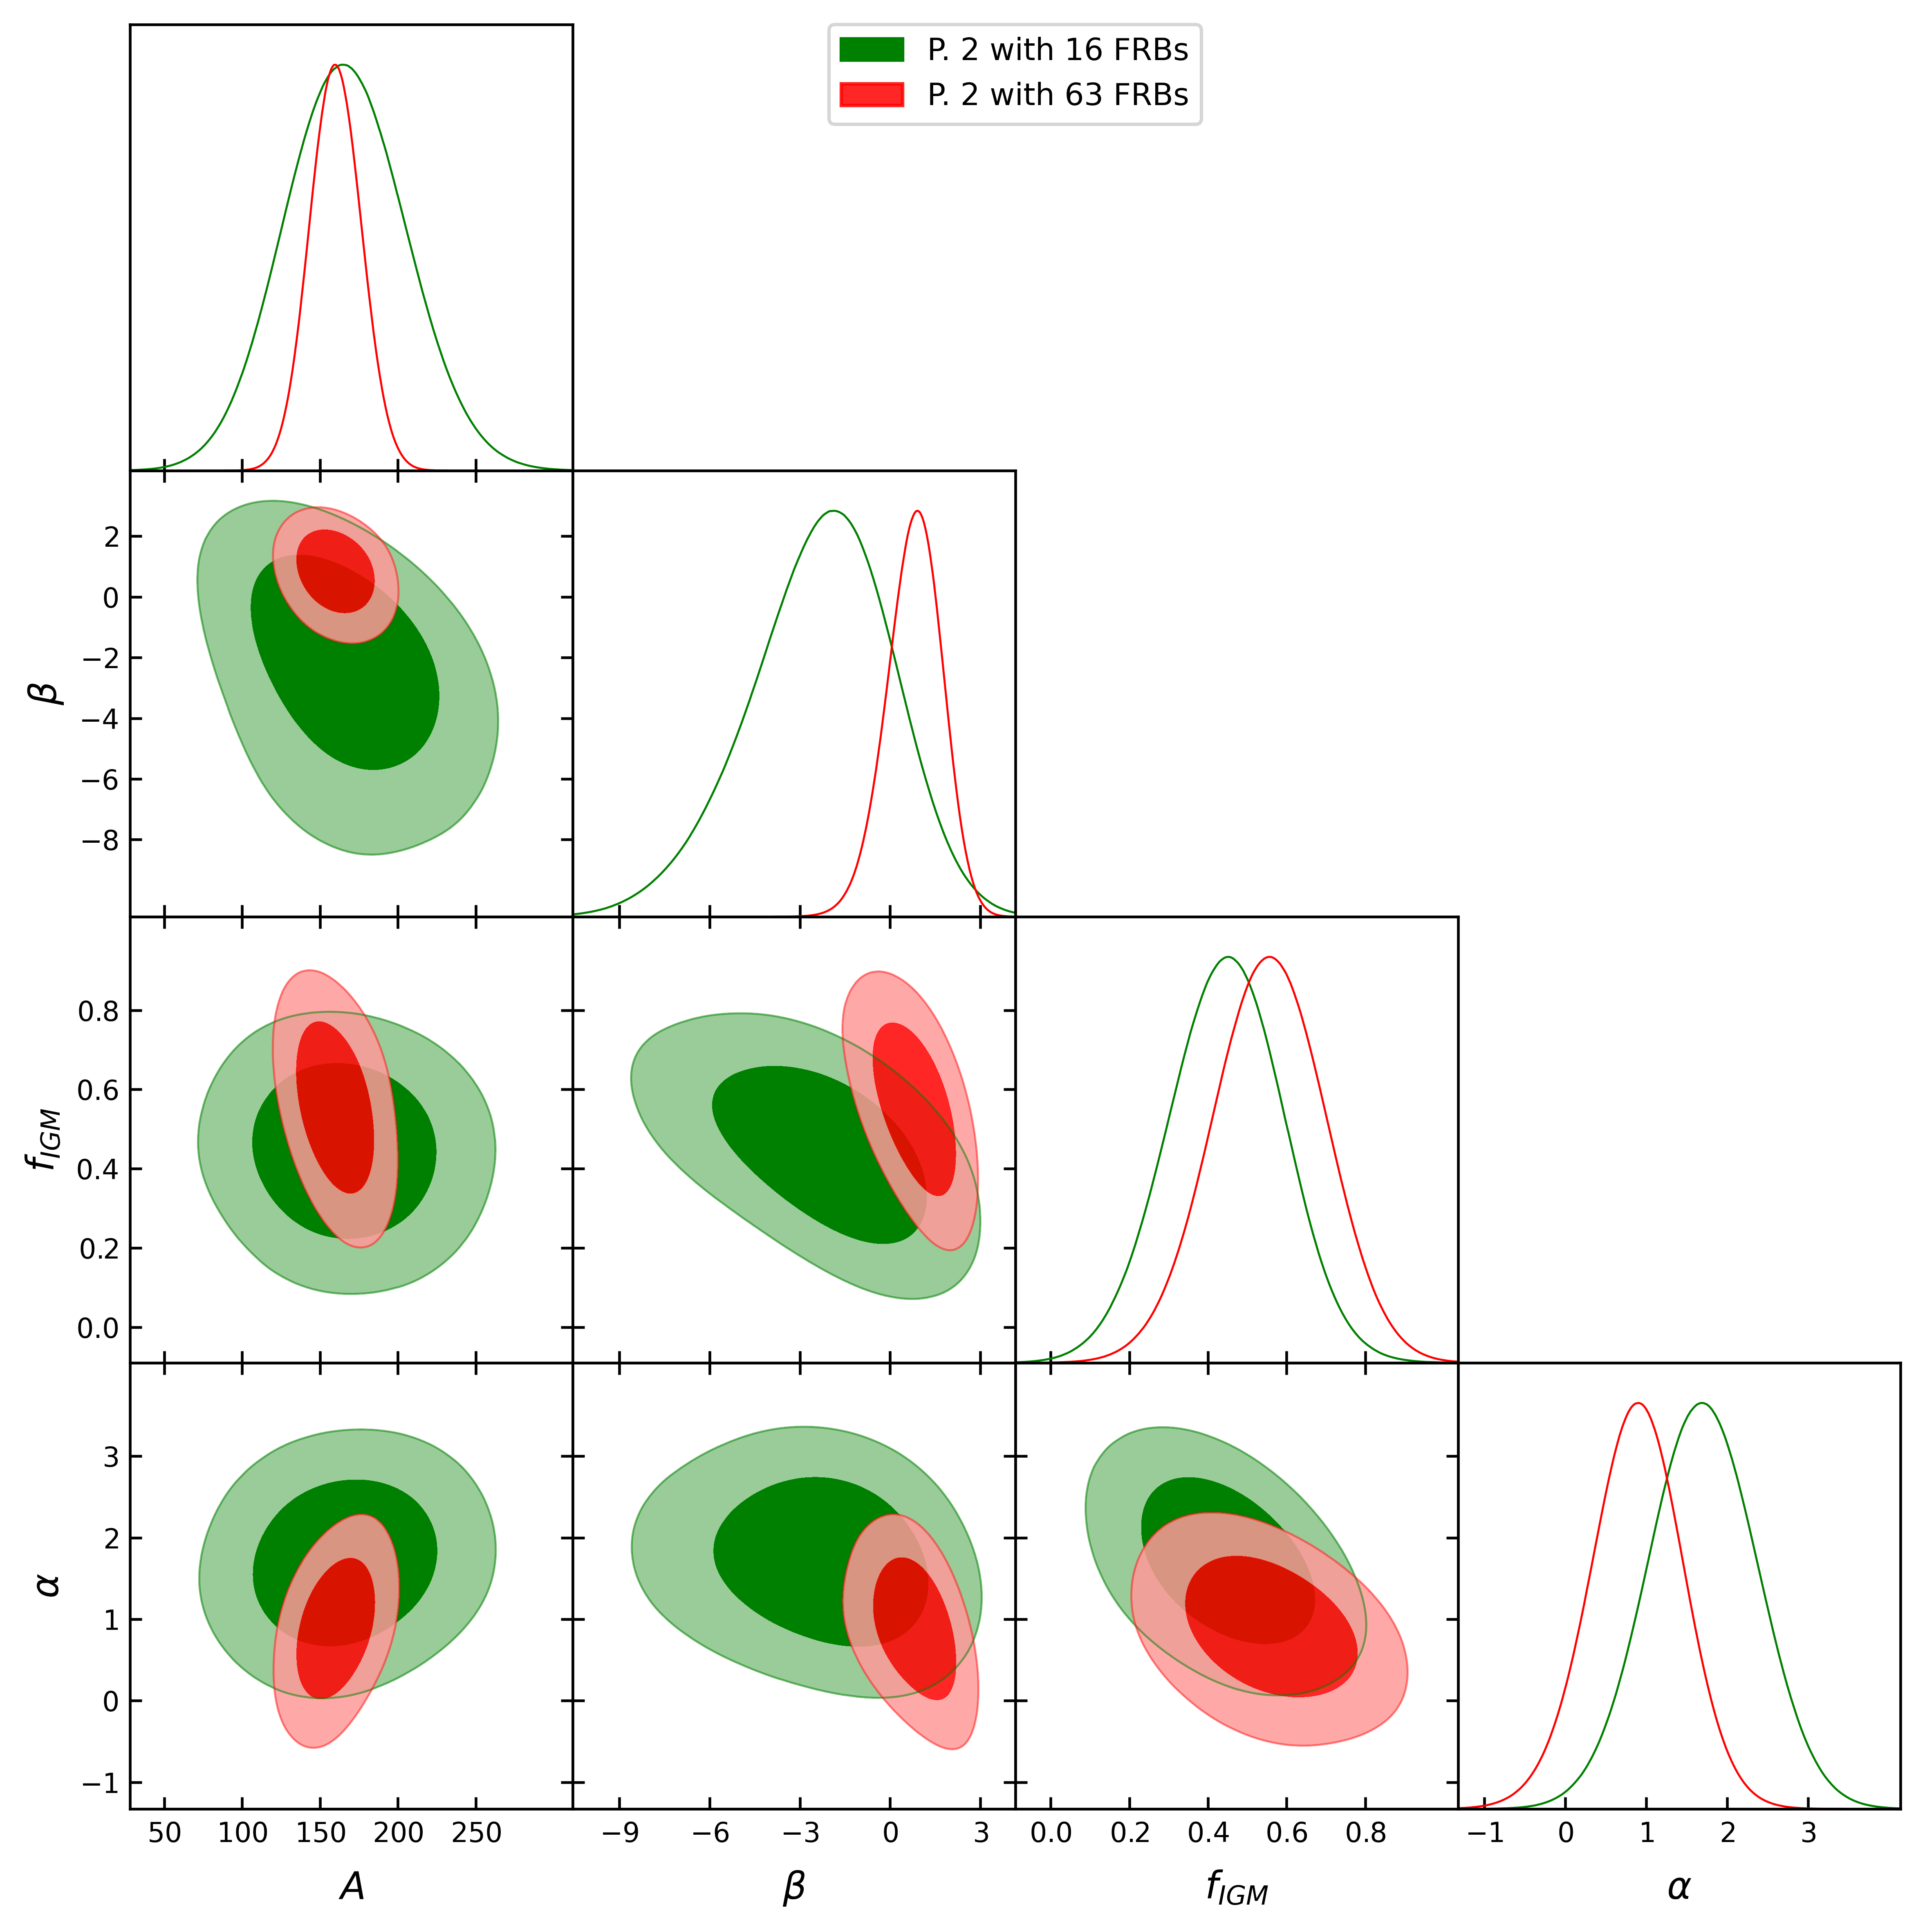 P. 2 with 16 FRBs
P. 2 with 63 FRBs
2
0
−2
−4
−6
−8
β
0.8
0.6
0.4
0.2
0.0
f_IGM
3
2
1
0
−1
α
50 100 150 200 250
−9 −6 −3 0 3
0.0 0.2 0.4 0.6 0.8
−1 0 1 2 3
A
β
f_IGM
α